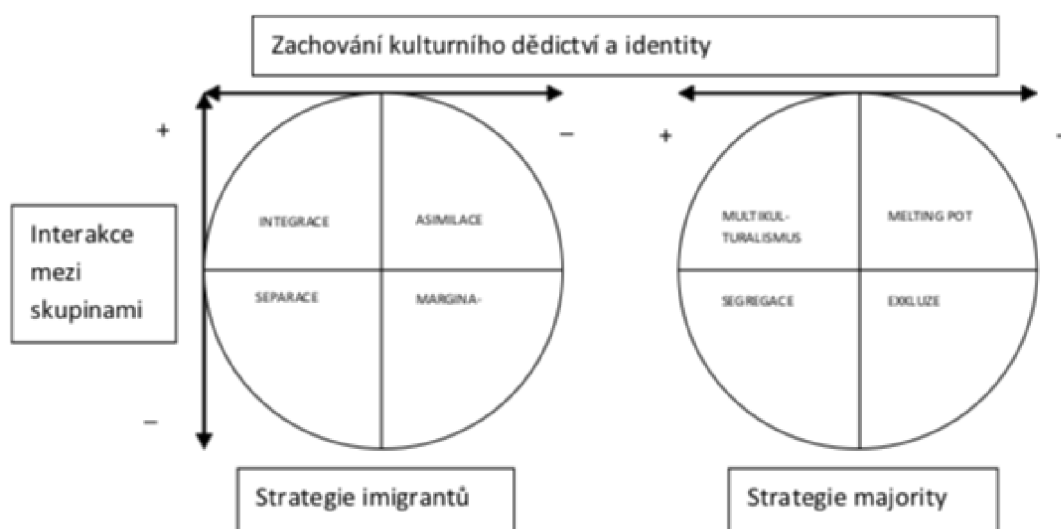 Zachování kulturního dědictví a identity
+
–
+
-
INTEGRACE
ASIMILACE
MULTIKUL-
TURALISMUS
MELTING POT
Interakce
mezi
skupinami
SEPARACE
MARGINA-
SEGREGACE
EXKLUZE
–
Strategie imigrantů
Strategie majority